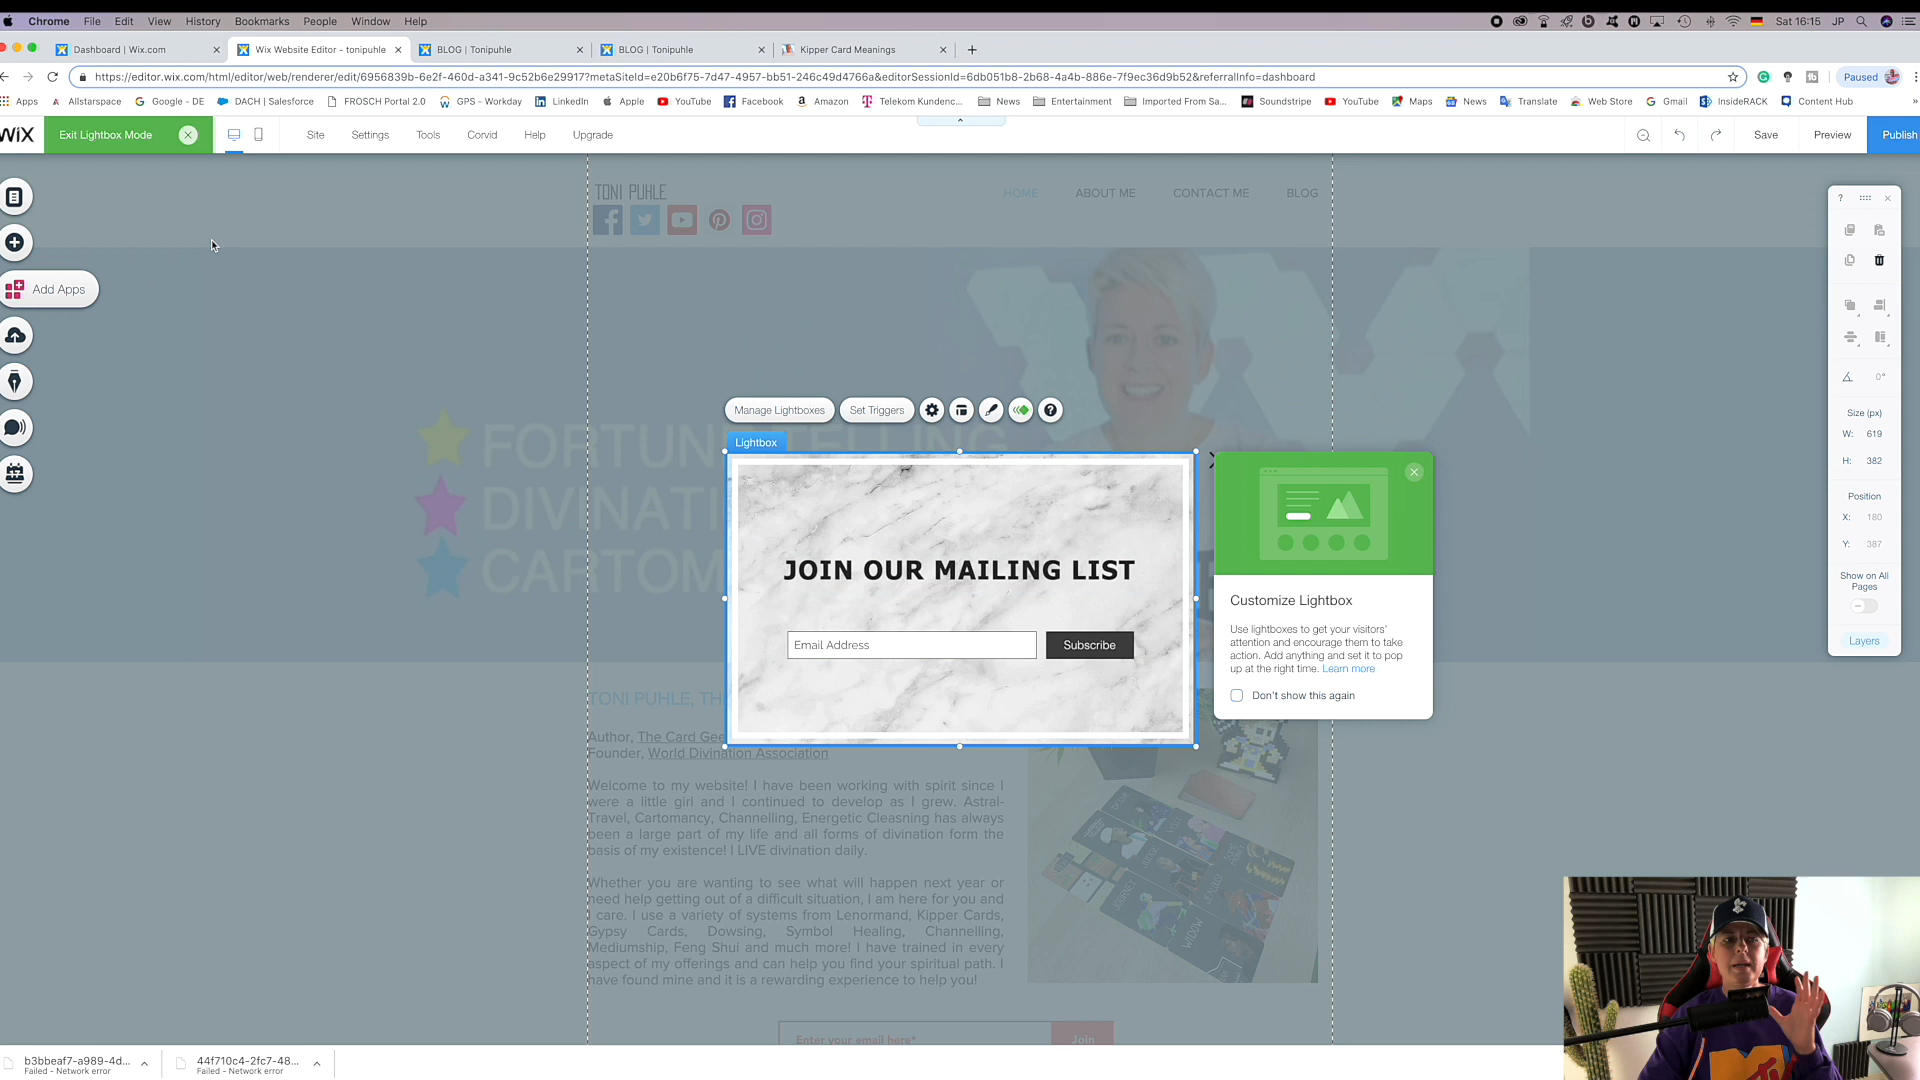 Chrome File Edit View History Bookmarks People Window Help
Sat 16:15 JP
Dashboard | Wix.com
Wix Website Editor - tonipuhle
BLOG | Tonipuhle
BLOG | Tonipuhle
Kipper Card Meanings
https://editor.wix.com/html/editor/web/renderer/edit/6956839b-6e2f-460d-a341-9c52b6e29917?metaSiteId=e20b6f75-7d47-4957-bb51-246c49d4766a&editorSessionId=6db051b8-2b68-4a4b-886e-7f9ec36d9b52&referralInfo=dashboard
Paused
Apps Allstarspace Google - DE DACH | Salesforce FROSCH Portal 2.0 GPS - Workday LinkedIn Apple YouTube Facebook Amazon Telekom Kundenc... News Entertainment Imported From Sa... Soundstripe YouTube Maps News Translate Web Store Gmail InsideRACK Content Hub
WiX Exit Lightbox Mode Site Settings Tools Corvid Help Upgrade Save Preview Publish
TONI PUHLE
HOME ABOUT ME CONTACT ME BLOG
Add Apps
0°
Size (px)
W: 619
H: 382
Position
X: 180
Y: 387
Show on All
Pages
Layers
Manage Lightboxes Set Triggers
Lightbox
FORTUNE TELLING
DIVINATI
CARTOM
JOIN OUR MAILING LIST
Email Address
Subscribe
Customize Lightbox
Use lightboxes to get your visitors'
attention and encourage them to take
action. Add anything and set it to pop
up at the right time. Learn more
Don't show this again
TONI PUHLE, TH
Author, The Card Gee
Founder, World Divination Association
Welcome to my website! I have been working with spirit since I
were a little girl and I continued to develop as I grew. Astral-
Travel, Cartomancy, Channelling, Energetic Cleasning has always
been a large part of my life and all forms of divination form the
basis of my existence! I LIVE divination daily.
Whether you are wanting to see what will happen next year or
need help getting out of a difficult situation, I am here for you and
I care. I use a variety of systems from Lenormand, Kipper Cards,
Gypsy Cards, Dowsing, Symbol Healing, Channelling,
Mediumship, Feng Shui and much more! I have trained in every
aspect of my offerings and can help you find your spiritual path. I
have found mine and it is a rewarding experience to help you!
JOURNEY
WIDOW
Enter your email here*
Join
b3bbeaf7-a989-4d...
Failed - Network error
44f710c4-2fc7-48...
Failed - Network error